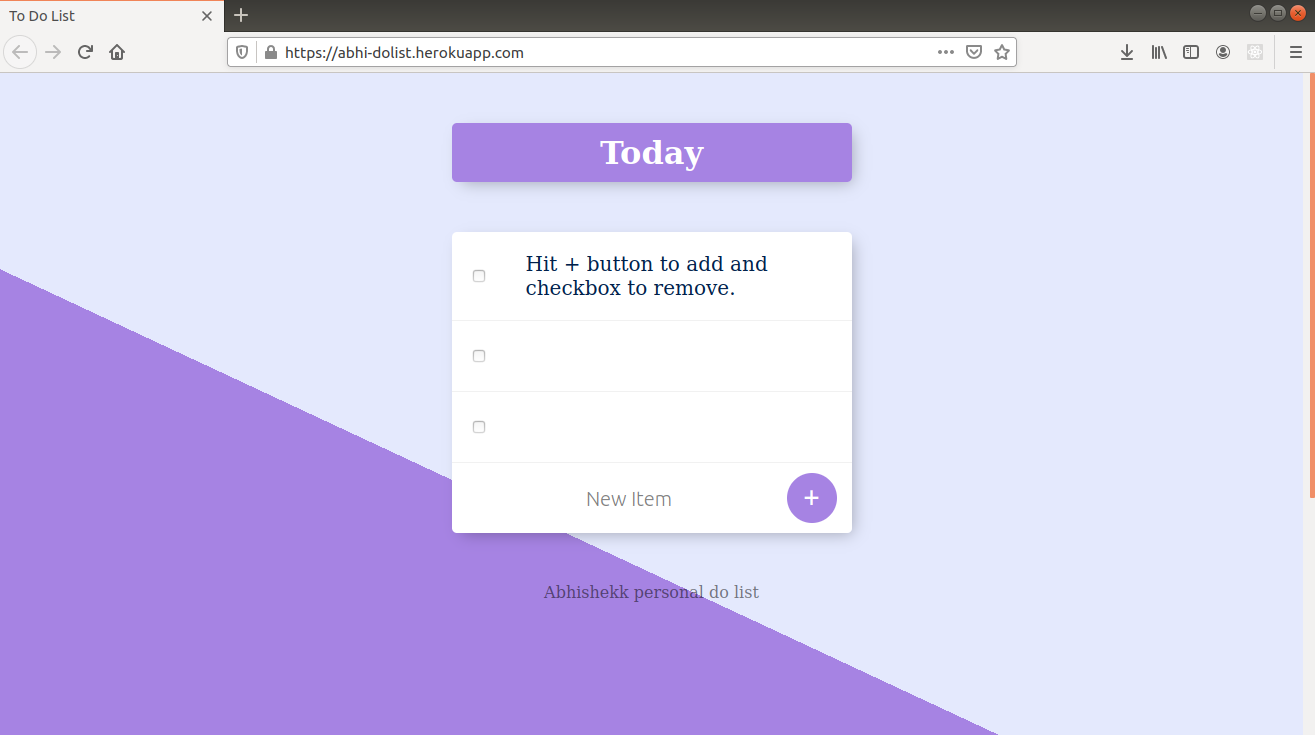 To Do List
https://abhi-dolist.herokuapp.com
Today
Hit + button to add and
checkbox to remove.
New Item
+
Abhishekk personal do list